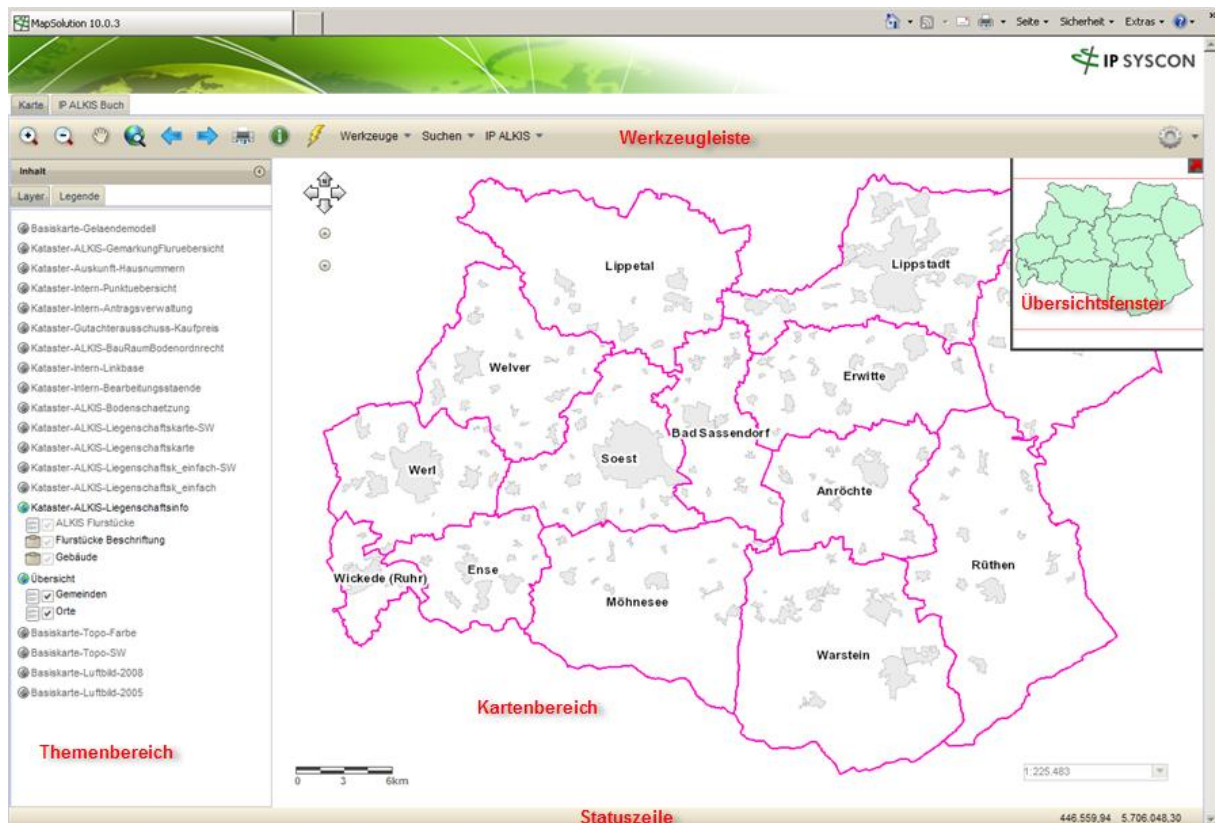 MapSolution 10.0.3
Seite
Sicherheit
Extras
IP SYSCON
Karte
IP ALKIS Buch
Werkzeuge
Suchen
IP ALKIS
Werkzeugleiste
Inhalt
Layer
Legende
Basiskarte-Gelaendemodell
Kataster-ALKIS-GemarkungFluruebersicht
Kataster-Auskunft-Hausnummern
Kataster-Intern-Punktuebersicht
Kataster-Intern-Antragsverwaltung
Kataster-Gutachterausschuss-Kaufpreis
Kataster-ALKIS-BauRaumBodenordnrecht
Kataster-Intern-Linkbase
Kataster-Intern-Bearbeitungsstaende
Kataster-ALKIS-Bodenschaetzung
Kataster-ALKIS-Liegenschaftskarte-SW
Kataster-ALKIS-Liegenschaftskarte
Kataster-ALKIS-Liegenschaftsk_einfach-SW
Kataster-ALKIS-Liegenschaftsk_einfach
Kataster-ALKIS-Liegenschaftsinfo
ALKIS Flurstücke
Flurstücke Beschriftung
Gebäude
Übersicht
Gemeinden
Orte
Basiskarte-Topo-Farbe
Basiskarte-Topo-SW
Basiskarte-Luftbild-2008
Basiskarte-Luftbild-2005
Themenbereich
N
Lippetal
Lippstadt
Übersichtsfenster
Welver
Erwitte
Bad Sassendorf
Soest
Werl
Anröchte
Rüthen
Wickede (Ruhr)
Ense
Möhnesee
Warstein
Kartenbereich
0 3 6km
1:225.483
Statuszeile
446.559,94 5.706.048,30